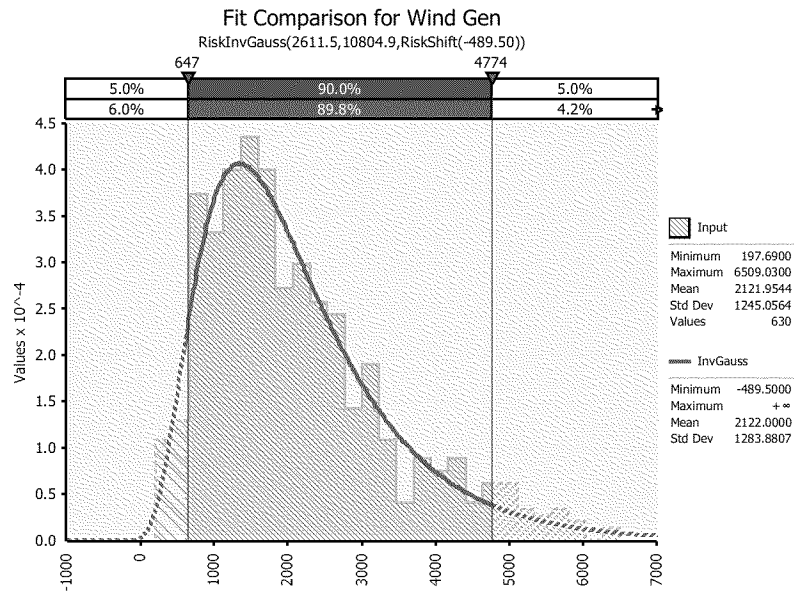 Fit Comparison for Wind Gen
RiskInvGauss(2611.5,10804.9,RiskShift(-489.50))
647 4774
5.0% 90.0% 5.0%
6.0% 89.8% 4.2%
Values x 10^-4
4.5
4.0
3.5
3.0
2.5
2.0
1.5
1.0
0.5
0.0
-1000 0 1000 2000 3000 4000 5000 6000 7000
Input
Minimum 197.6900
Maximum 6509.0300
Mean 2121.9544
Std Dev 1245.0564
Values 630
InvGauss
Minimum -489.5000
Maximum +∞
Mean 2122.0000
Std Dev 1283.8807